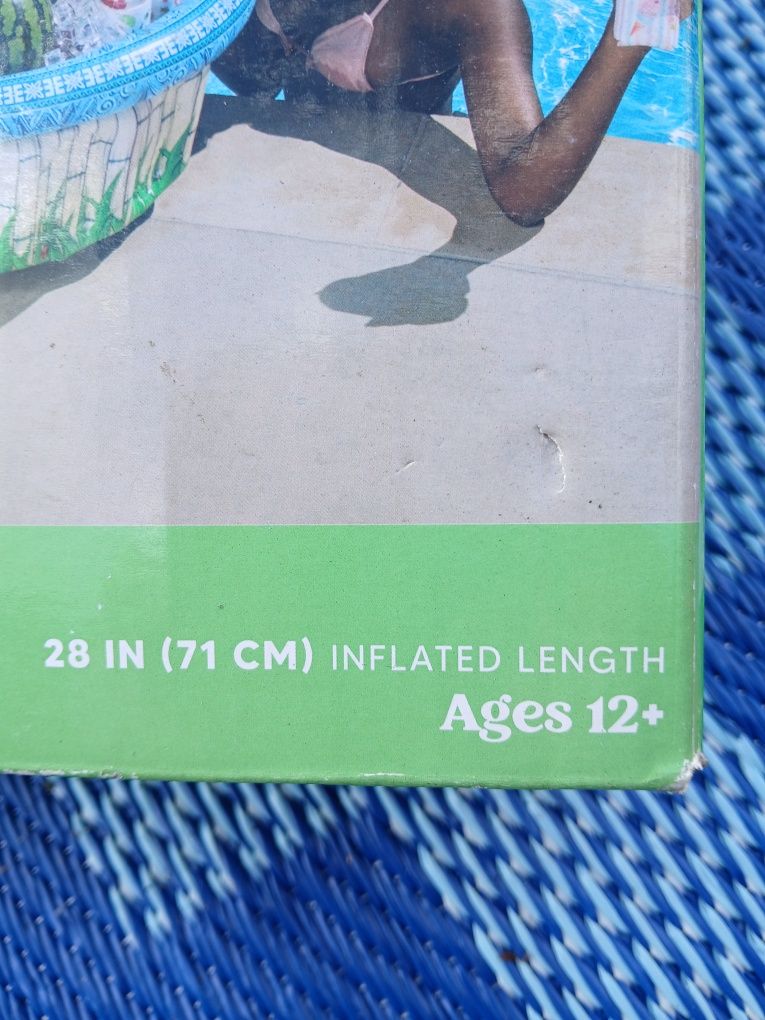 28 IN (71 CM) INFLATED LENGTH
Ages 12+